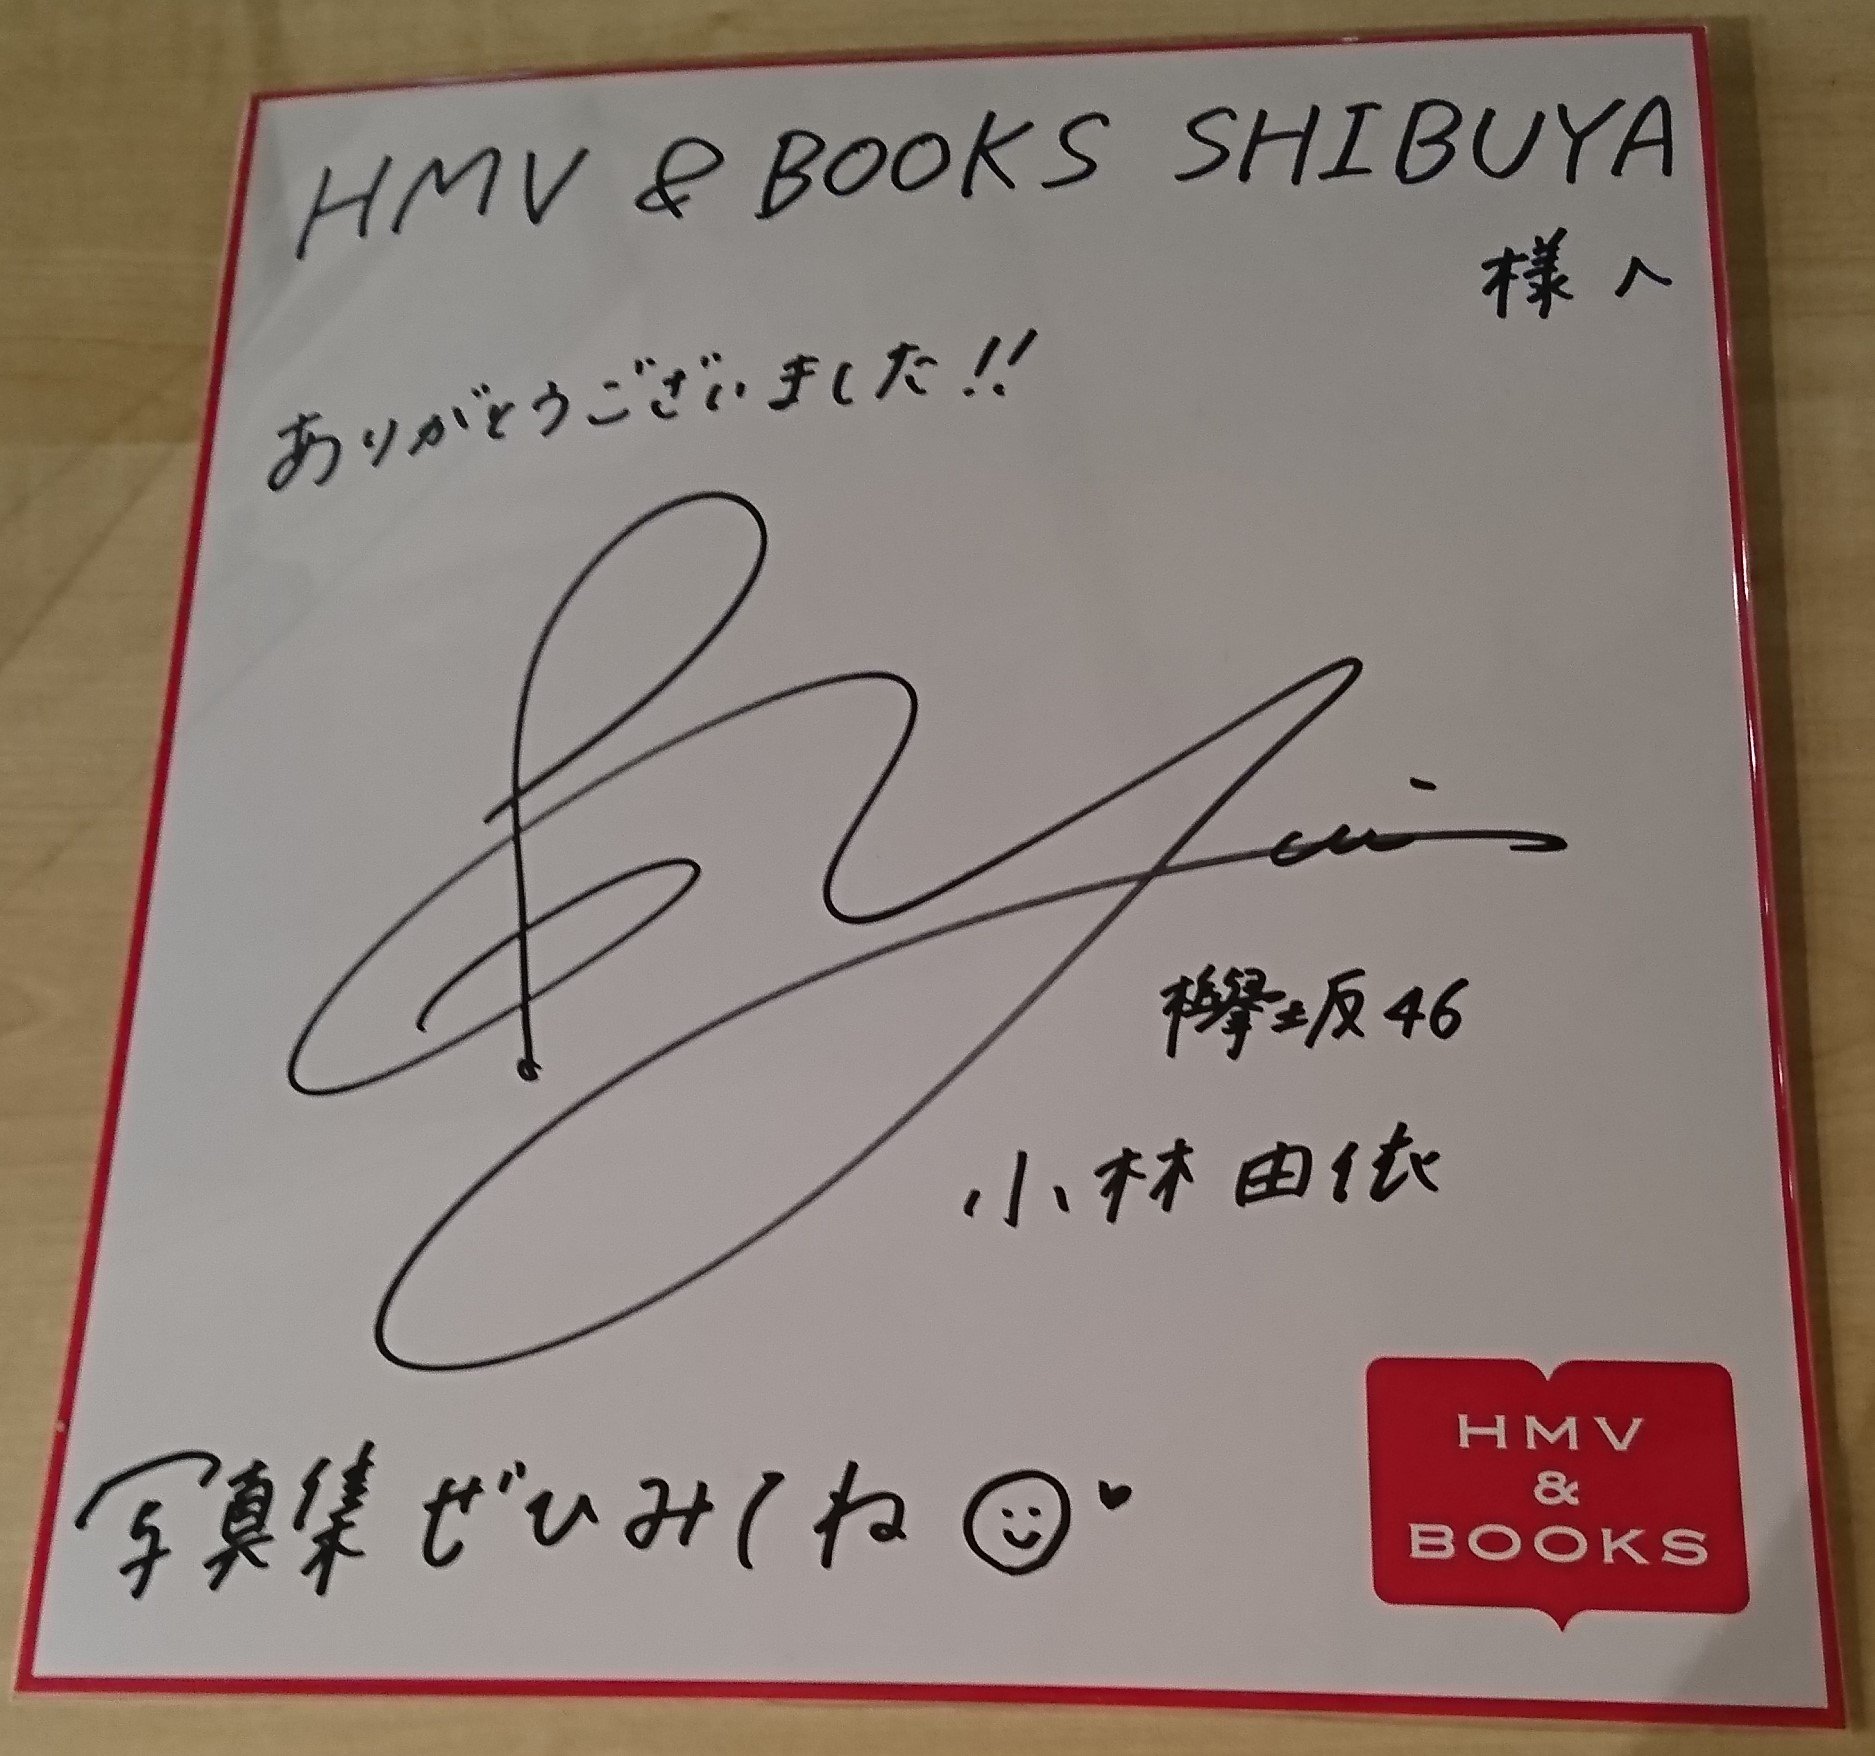 HMV & BOOKS SHIBUYA
様へ
ありがとうございました!!
欅坂46
小林由依
写真集 ぜひみてね
HMV
&
BOOKS